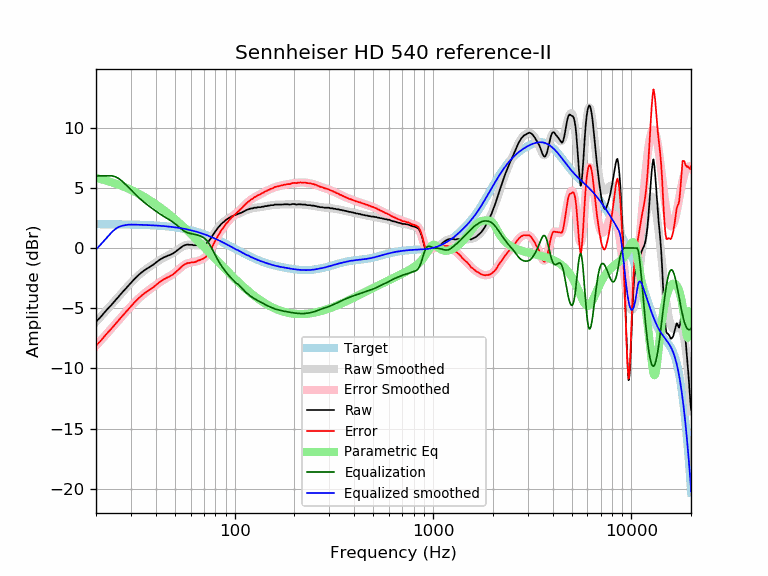 Sennheiser HD 540 reference-II
Amplitude (dBr)
10
5
0
−5
−10
−15
−20
Target
Raw Smoothed
Error Smoothed
Raw
Error
Parametric Eq
Equalization
Equalized smoothed
100
1000
10000
Frequency (Hz)